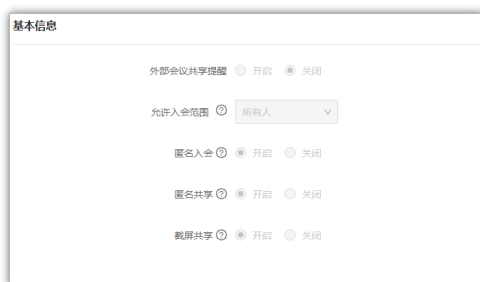 基本信息
外部会议共享提醒 开启 关闭
允许入会范围 ? 所有人
匿名入会 ? 开启 关闭
匿名共享 ? 开启 关闭
截屏共享 ? 开启 关闭